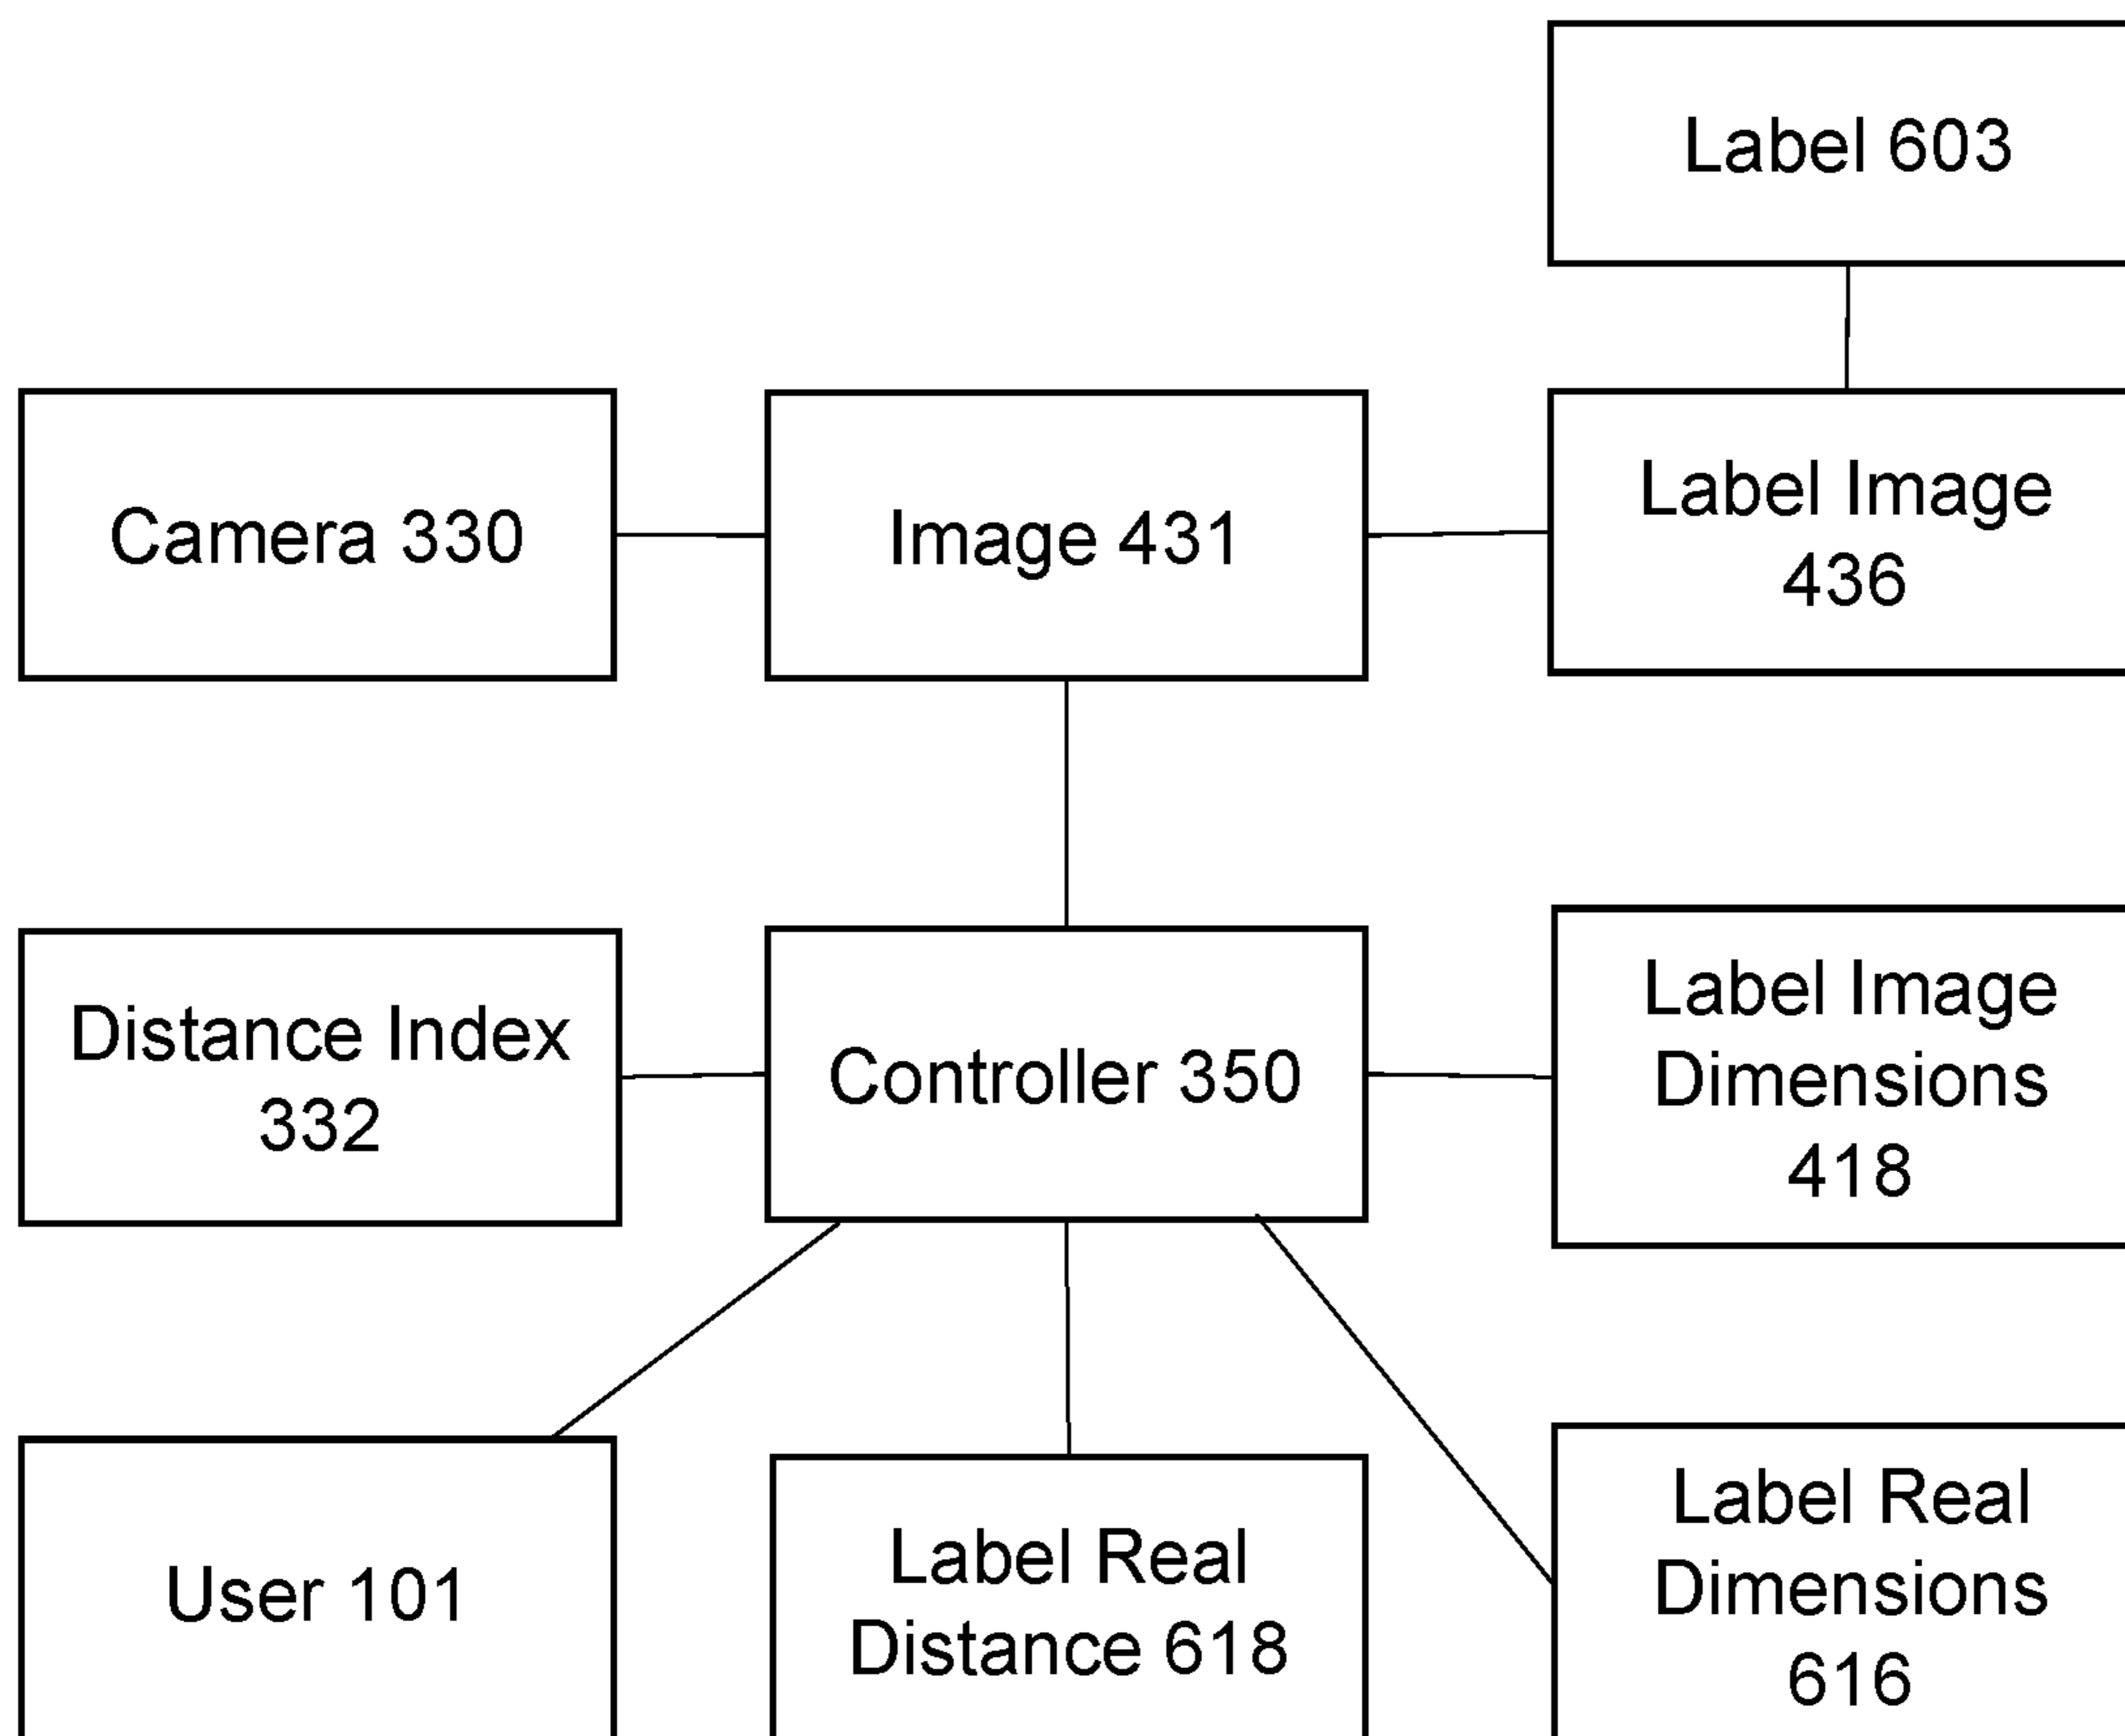 Label 603
Camera 330
Image 431
Label Image
436
Distance Index
332
Controller 350
Label Image
Dimensions
418
User 101
Label Real
Distance 618
Label Real
Dimensions
616